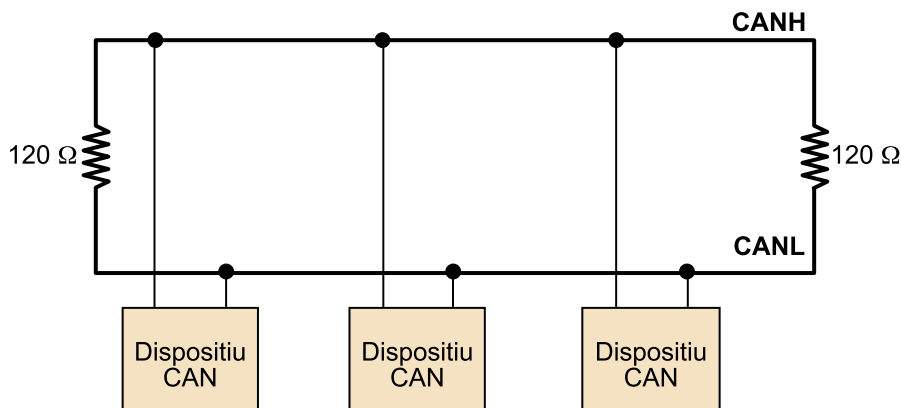 CANH
120 Ω
120 Ω
CANL
Dispositiu
CAN
Dispositiu
CAN
Dispositiu
CAN